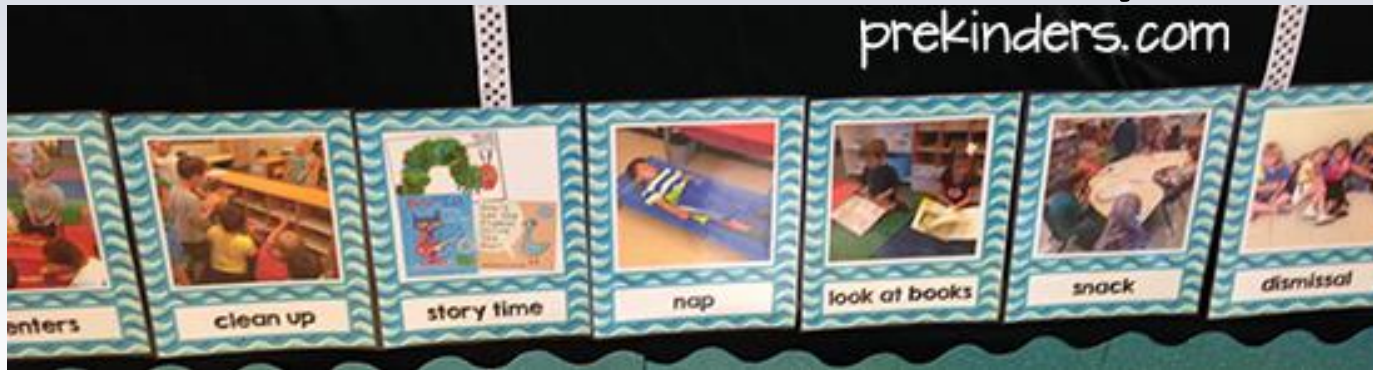 prekinders.com
enters
clean up
story time
nap
look at books
snack
dismissal